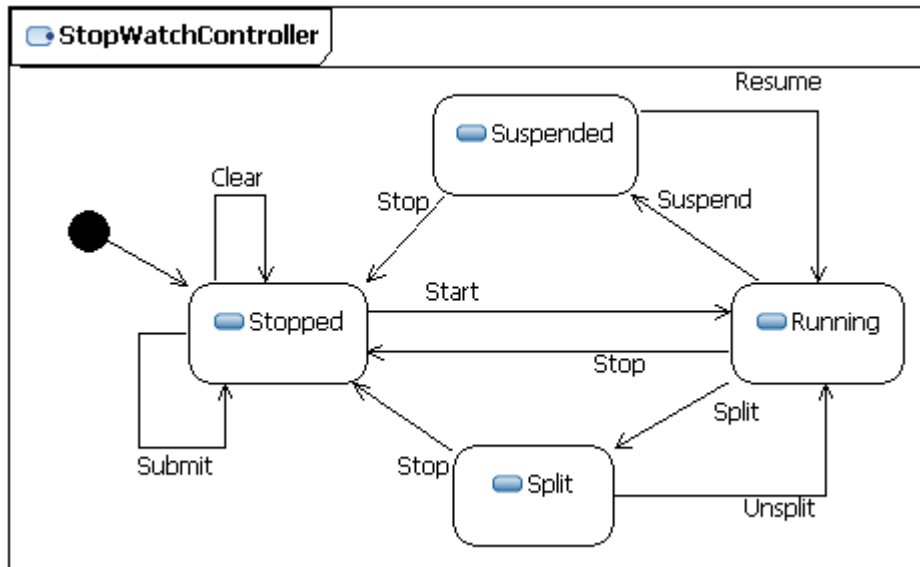 StopWatchController
Resume
Suspended
Clear
Stop
Suspend
Start
Stopped
Running
Stop
Split
Submit
Stop
Split
Unsplit